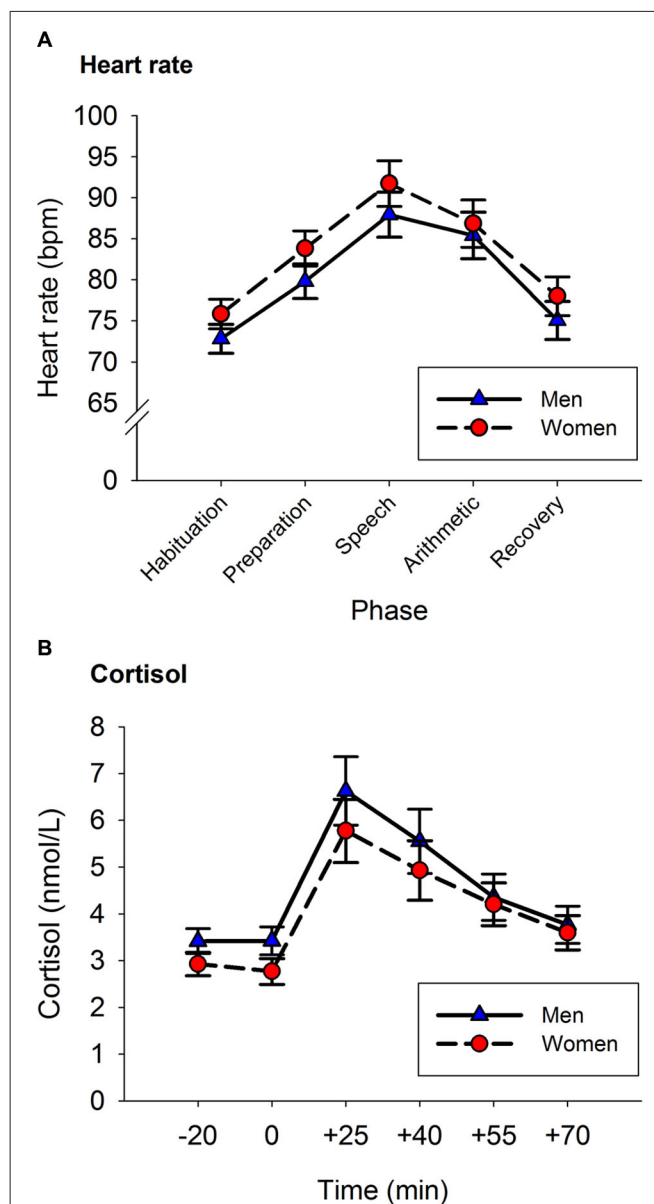 A
Heart rate
100
95
90
85
80
75
70
65
0
Heart rate (bpm)
Men
Women
Habituation
Preparation
Speech
Arithmetic
Recovery
Phase
B
Cortisol
8
7
6
5
4
3
2
1
0
Cortisol (nmol/L)
Men
Women
-20 0 +25 +40 +55 +70
Time (min)